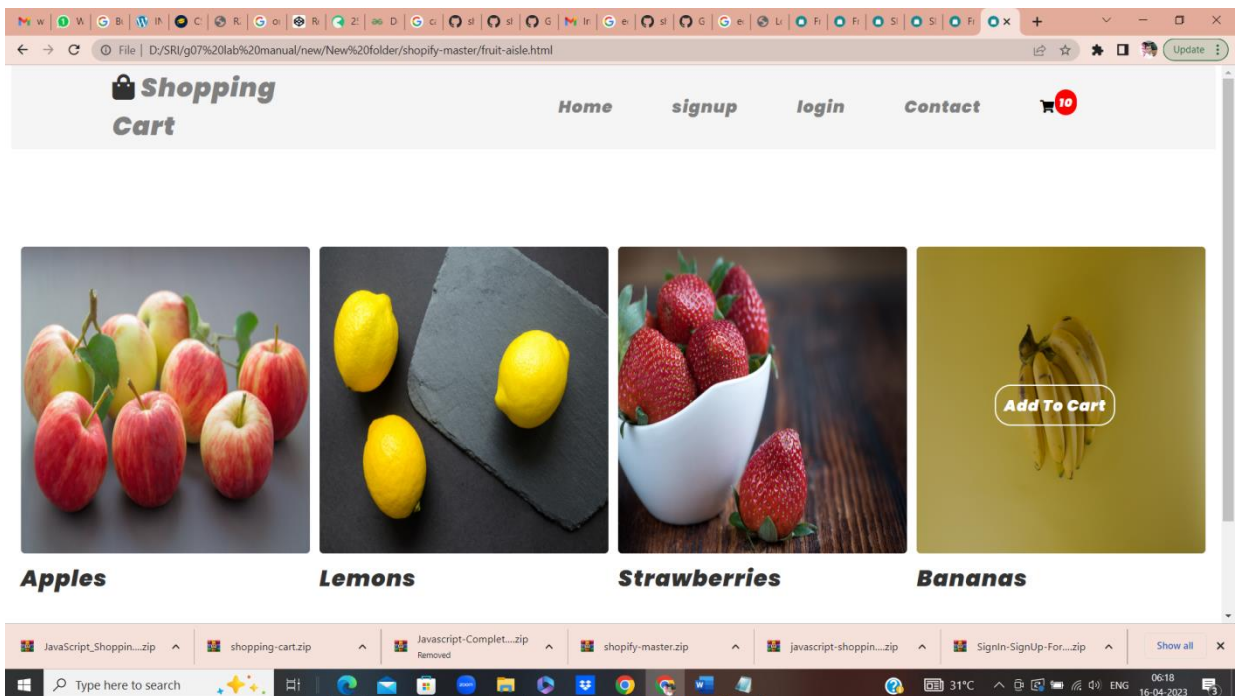 File | D:/SRI/g07%20lab%20manual/new/New%20folder/shopify-master/fruit-aisle.html
Update
Shopping
Cart
Home signup login Contact 10
Add To Cart
Apples Lemons Strawberries Bananas
JavaScript_Shoppin....zip shopping-cart.zip Javascript-Complet....zip shopify-master.zip javascript-shoppin....zip SignIn-SignUp-For....zip Show all
Removed
Type here to search 31°C ENG 06:18
16-04-2023 3